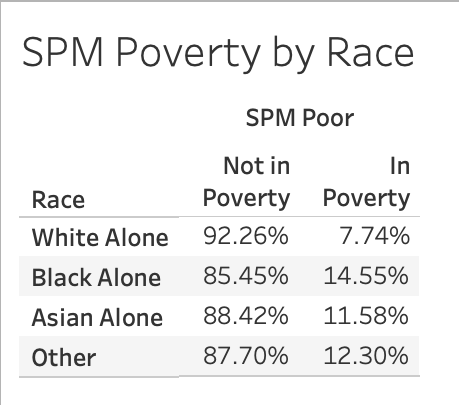 SPM Poverty by Race
SPM Poor
Not in In
Race Poverty Poverty
White Alone 92.26% 7.74%
Black Alone 85.45% 14.55%
Asian Alone 88.42% 11.58%
Other 87.70% 12.30%